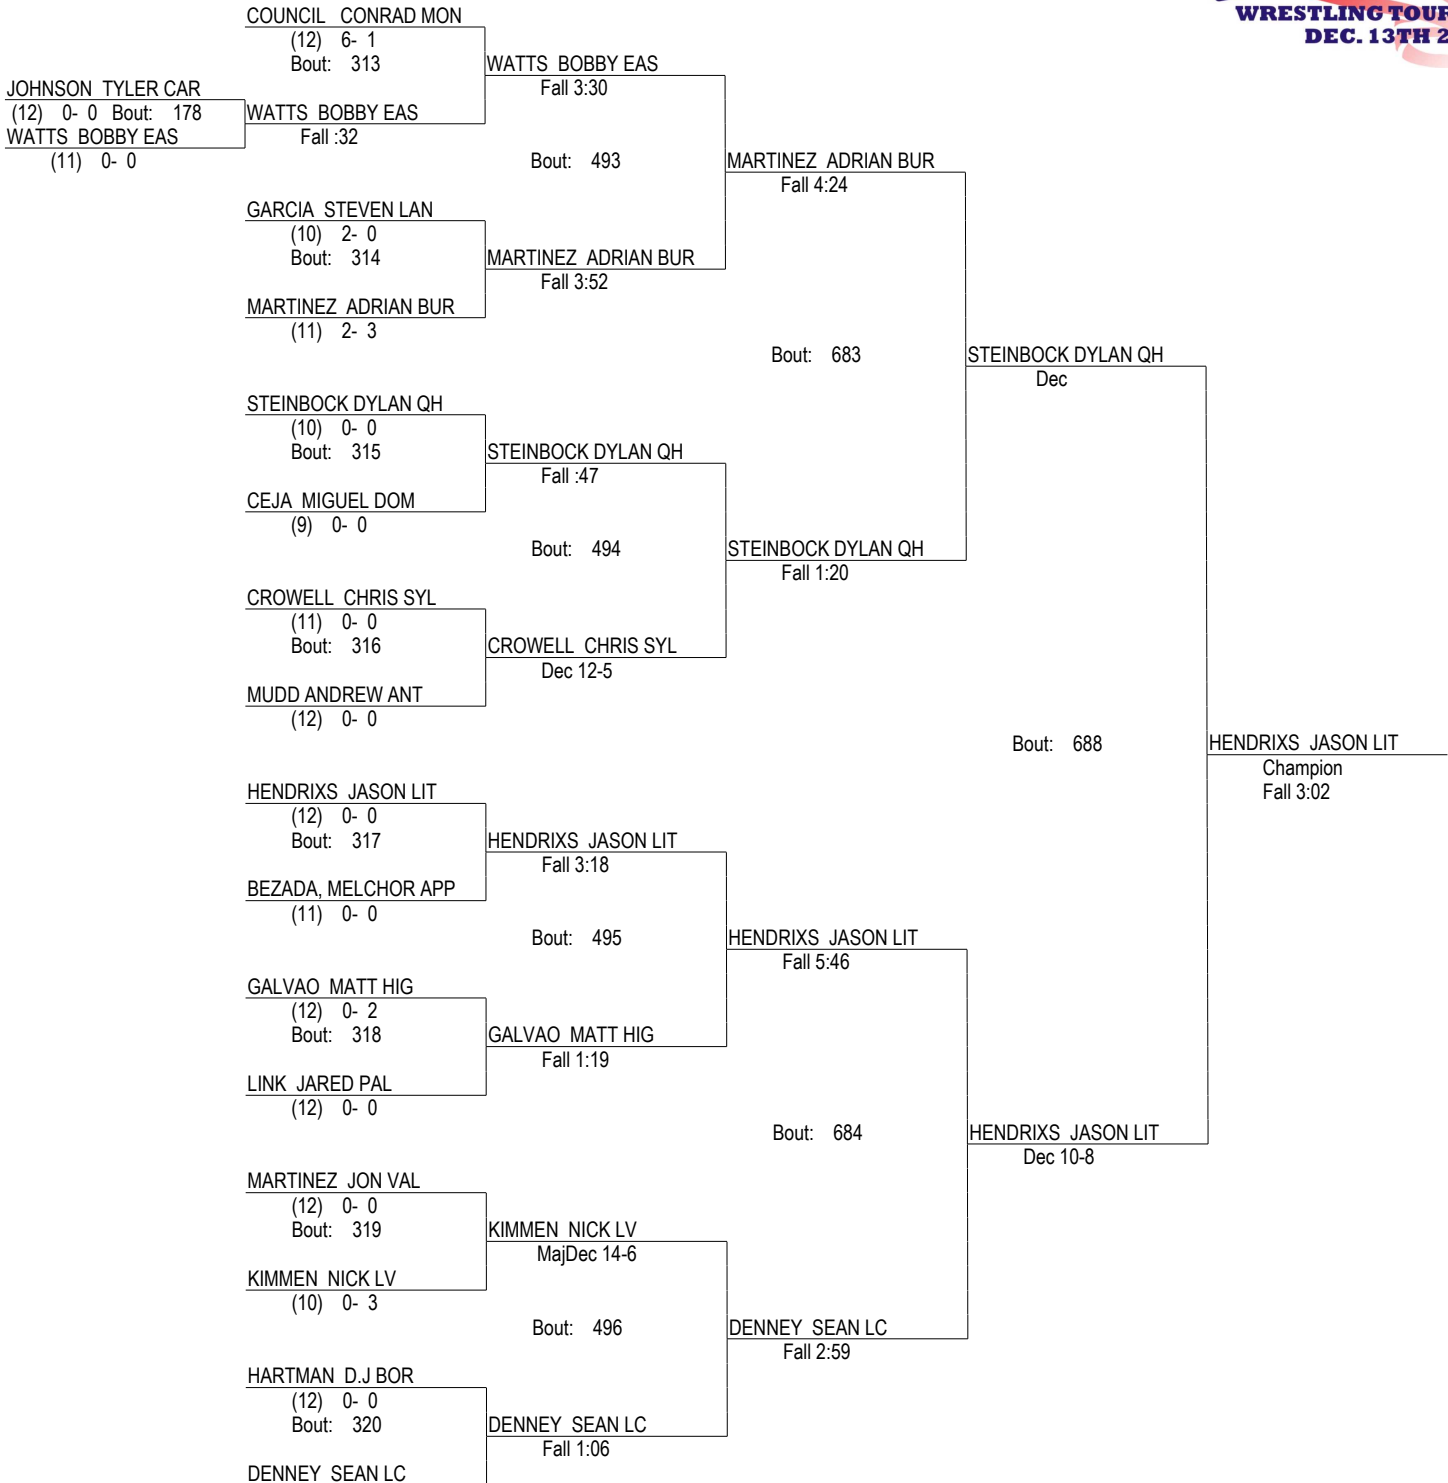 WRESTLING TOUR
DEC. 13TH 2
COUNCIL CONRAD MON
(12) 6- 1
Bout: 313
WATTS BOBBY EAS
Fall 3:30
JOHNSON TYLER CAR
(12) 0- 0 Bout: 178
WATTS BOBBY EAS
(11) 0- 0
WATTS BOBBY EAS
Fall :32
Bout: 493
MARTINEZ ADRIAN BUR
Fall 4:24
GARCIA STEVEN LAN
(10) 2- 0
Bout: 314
MARTINEZ ADRIAN BUR
Fall 3:52
MARTINEZ ADRIAN BUR
(11) 2- 3
Bout: 683
STEINBOCK DYLAN QH
Dec
STEINBOCK DYLAN QH
(10) 0- 0
Bout: 315
STEINBOCK DYLAN QH
Fall :47
CEJA MIGUEL DOM
(9) 0- 0
Bout: 494
STEINBOCK DYLAN QH
Fall 1:20
CROWELL CHRIS SYL
(11) 0- 0
Bout: 316
CROWELL CHRIS SYL
Dec 12-5
MUDD ANDREW ANT
(12) 0- 0
Bout: 688
HENDRIXS JASON LIT
Champion
Fall 3:02
HENDRIXS JASON LIT
(12) 0- 0
Bout: 317
HENDRIXS JASON LIT
Fall 3:18
BEZADA, MELCHOR APP
(11) 0- 0
Bout: 495
HENDRIXS JASON LIT
Fall 5:46
GALVAO MATT HIG
(12) 0- 2
Bout: 318
GALVAO MATT HIG
Fall 1:19
LINK JARED PAL
(12) 0- 0
Bout: 684
HENDRIXS JASON LIT
Dec 10-8
MARTINEZ JON VAL
(12) 0- 0
Bout: 319
KIMMEN NICK LV
MajDec 14-6
KIMMEN NICK LV
(10) 0- 3
Bout: 496
DENNEY SEAN LC
Fall 2:59
HARTMAN D.J BOR
(12) 0- 0
Bout: 320
DENNEY SEAN LC
Fall 1:06
DENNEY SEAN LC